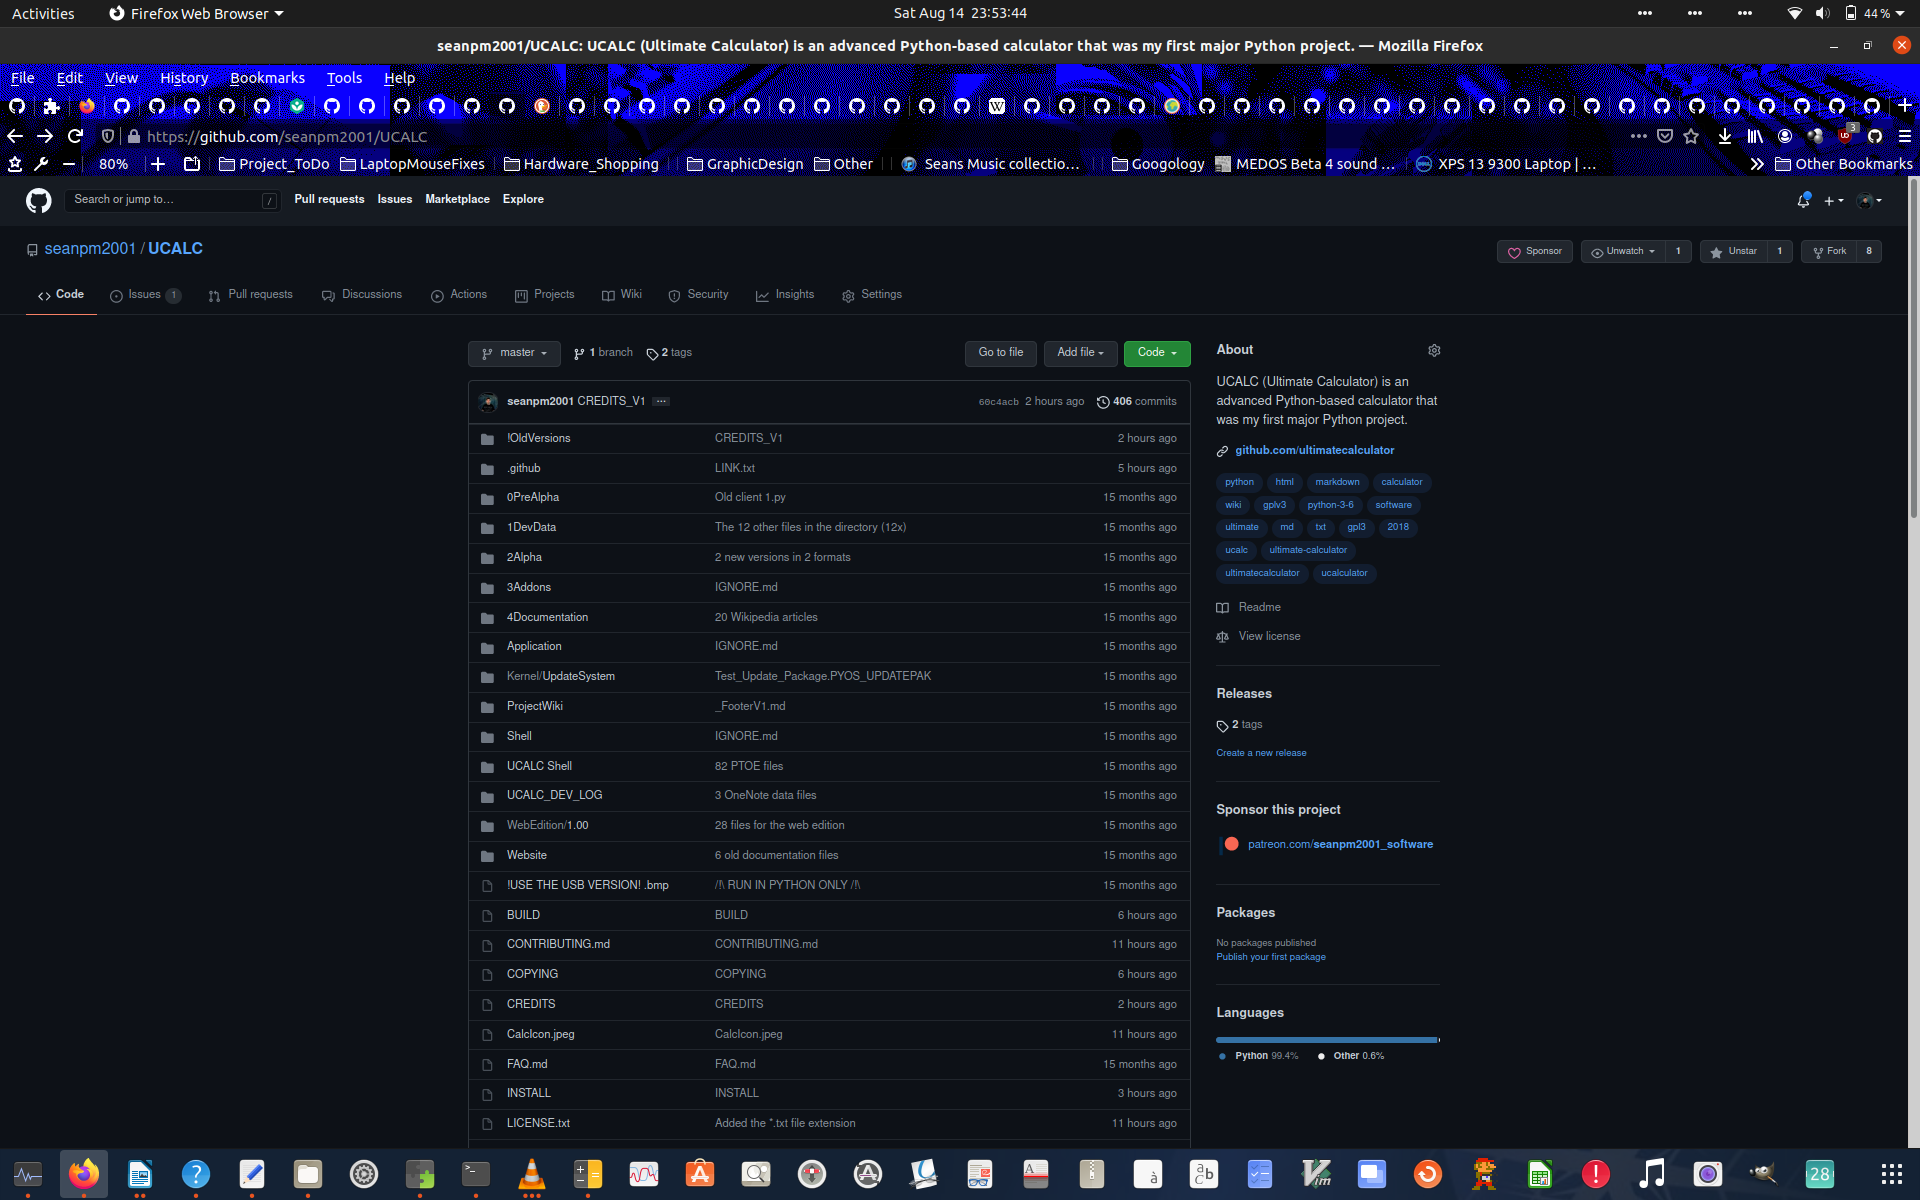 Activities Firefox Web Browser Sat Aug 14 23:53:44 44 %
seanpm2001/UCALC: UCALC (Ultimate Calculator) is an advanced Python-based calculator that was my first major Python project. — Mozilla Firefox
File Edit View History Bookmarks Tools Help
https://github.com/seanpm2001/UCALC 3
80% Project_ToDo LaptopMouseFixes Hardware_Shopping GraphicDesign Other Seans Music collectio… Googology MEDOS Beta 4 sound … XPS 13 9300 Laptop | … Other Bookmarks
Search or jump to… / Pull requests Issues Marketplace Explore
seanpm2001 / UCALC Sponsor Unwatch 1 Unstar 1 Fork 8
Code Issues 1 Pull requests Discussions Actions Projects Wiki Security Insights Settings
master 1 branch 2 tags Go to file Add file Code
seanpm2001 CREDITS_V1 … 60c4acb 2 hours ago 406 commits
!OldVersions CREDITS_V1 2 hours ago
.github LINK.txt 5 hours ago
0PreAlpha Old client 1.py 15 months ago
1DevData The 12 other files in the directory (12x) 15 months ago
2Alpha 2 new versions in 2 formats 15 months ago
3Addons IGNORE.md 15 months ago
4Documentation 20 Wikipedia articles 15 months ago
Application IGNORE.md 15 months ago
Kernel/UpdateSystem Test_Update_Package.PYOS_UPDATEPAK 15 months ago
ProjectWiki _FooterV1.md 15 months ago
Shell IGNORE.md 15 months ago
UCALC Shell 82 PTOE files 15 months ago
UCALC_DEV_LOG 3 OneNote data files 15 months ago
WebEdition/1.00 28 files for the web edition 15 months ago
Website 6 old documentation files 15 months ago
!USE THE USB VERSION! .bmp /!\ RUN IN PYTHON ONLY /!\ 15 months ago
BUILD BUILD 6 hours ago
CONTRIBUTING.md CONTRIBUTING.md 11 hours ago
COPYING COPYING 6 hours ago
CREDITS CREDITS 2 hours ago
CalcIcon.jpeg CalcIcon.jpeg 11 hours ago
FAQ.md FAQ.md 15 months ago
INSTALL INSTALL 3 hours ago
LICENSE.txt Added the *.txt file extension 11 hours ago
About
UCALC (Ultimate Calculator) is an
advanced Python-based calculator that
was my first major Python project.
github.com/ultimatecalculator
python html markdown calculator
wiki gplv3 python-3-6 software
ultimate md txt gpl3 2018
ucalc ultimate-calculator
ultimatecalculator ucalculator
Readme
View license
Releases
2 tags
Create a new release
Sponsor this project
patreon.com/seanpm2001_software
Packages
No packages published
Publish your first package
Languages
Python 99.4% Other 0.6%
28